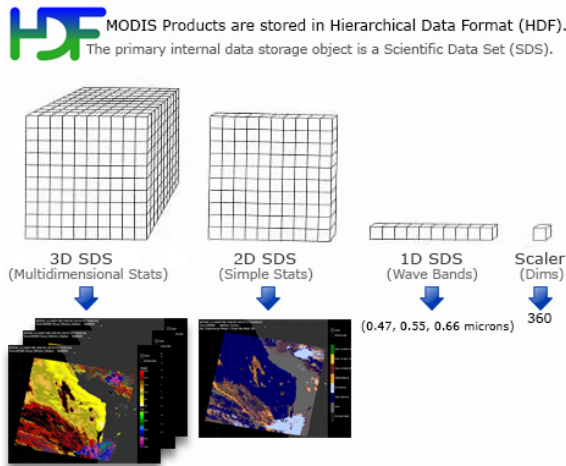 HDF
MODIS Products are stored in Hierarchical Data Format (HDF).
The primary internal data storage object is a Scientific Data Set (SDS).
3D SDS
(Multidimensional Stats)
2D SDS
(Simple Stats)
1D SDS
(Wave Bands)
Scaler
(Dims)
(0.47, 0.55, 0.66 microns)
360